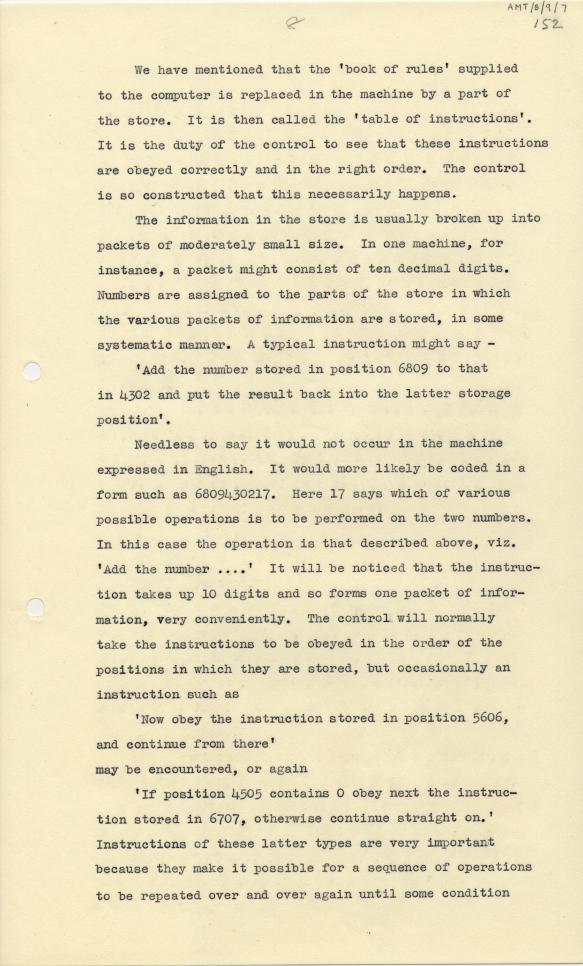 AMT/B/9/7
8
152
We have mentioned that the 'book of rules' supplied
to the computer is replaced in the machine by a part of
the store. It is then called the 'table of instructions'.
It is the duty of the control to see that these instructions
are obeyed correctly and in the right order. The control
is so constructed that this necessarily happens.
The information in the store is usually broken up into
packets of moderately small size. In one machine, for
instance, a packet might consist of ten decimal digits.
Numbers are assigned to the parts of the store in which
the various packets of information are stored, in some
systematic manner. A typical instruction might say -
'Add the number stored in position 6809 to that
in 4302 and put the result back into the latter storage
position'.
Needless to say it would not occur in the machine
expressed in English. It would more likely be coded in a
form such as 6809430217. Here 17 says which of various
possible operations is to be performed on the two numbers.
In this case the operation is that described above, viz.
'Add the number ....' It will be noticed that the instruc-
tion takes up 10 digits and so forms one packet of infor-
mation, very conveniently. The control will normally
take the instructions to be obeyed in the order of the
positions in which they are stored, but occasionally an
instruction such as
'Now obey the instruction stored in position 5606,
and continue from there'
may be encountered, or again
'If position 4505 contains 0 obey next the instruc-
tion stored in 6707, otherwise continue straight on.'
Instructions of these latter types are very important
because they make it possible for a sequence of operations
to be repeated over and over again until some condition